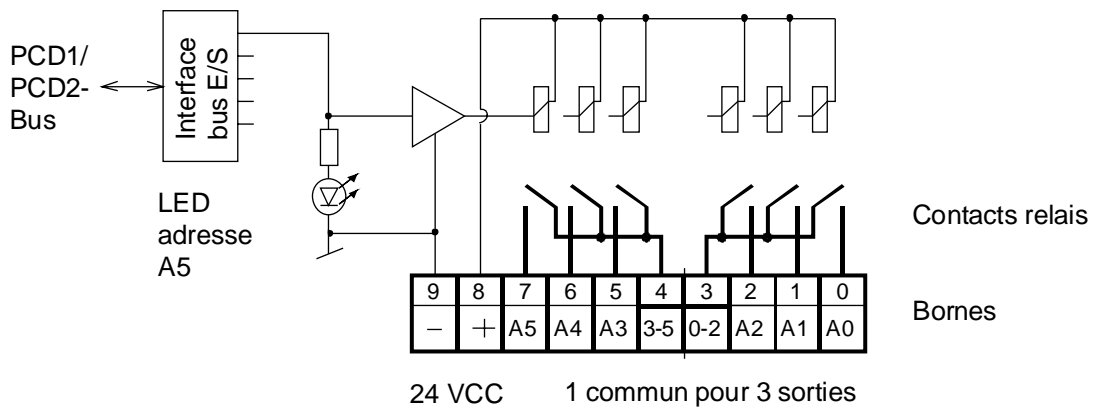 PCD1/
PCD2-
Bus
Interface
bus E/S
LED
adresse
A5
Contacts relais
9 8 7 6 5 4 3 2 1 0
− + A5 A4 A3 3-5 0-2 A2 A1 A0
Bornes
24 VCC
1 commun pour 3 sorties